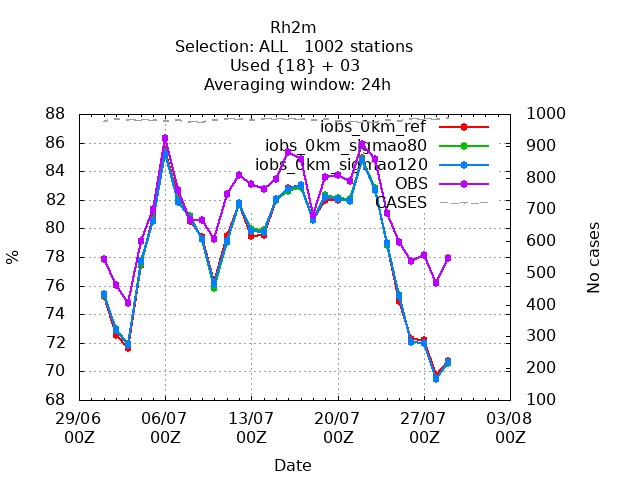 Rh2m
Selection: ALL   1002 stations
Used {18} + 03
Averaging window: 24h
88
86
84
82
80
78
76
74
72
70
68
%
1000
900
800
700
600
500
400
300
200
100
No cases
iobs_0km_ref
iobs_0km_sigmao80
iobs_0km_sigmao120
OBS
CASES
29/06 06/07 13/07 20/07 27/07 03/08
00Z 00Z 00Z 00Z 00Z 00Z
Date